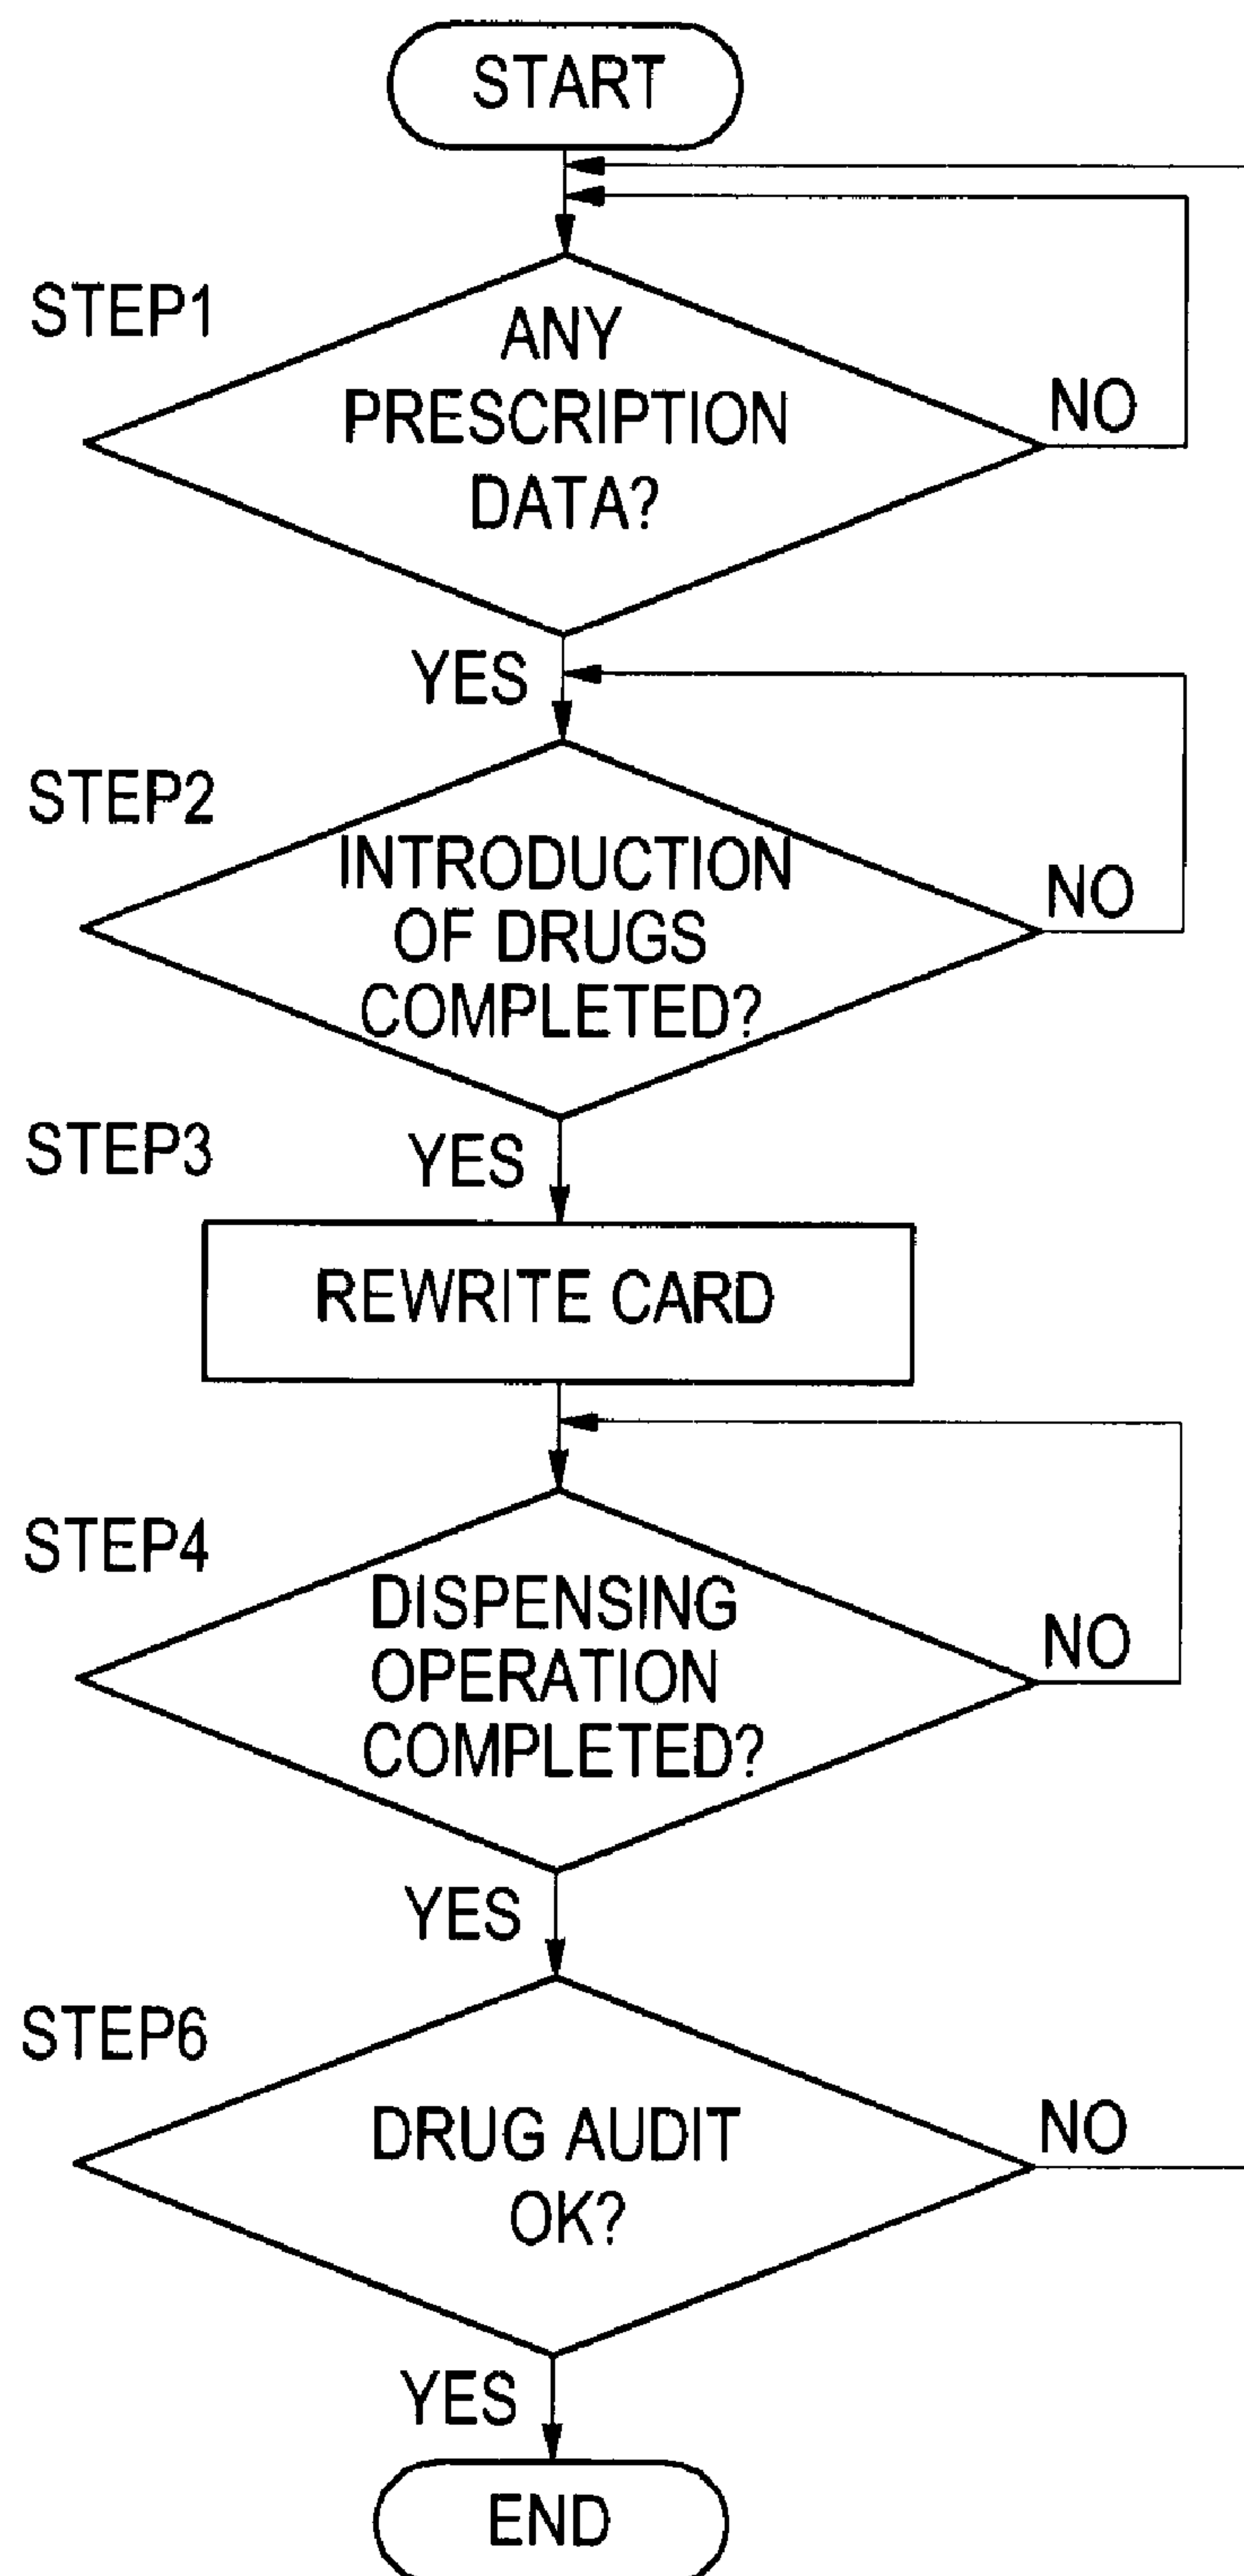 START
STEP1
ANY
PRESCRIPTION
DATA?
NO
YES
STEP2
INTRODUCTION
OF DRUGS
COMPLETED?
NO
STEP3
YES
REWRITE CARD
STEP4
DISPENSING
OPERATION
COMPLETED?
NO
YES
STEP6
DRUG AUDIT
OK?
NO
YES
END